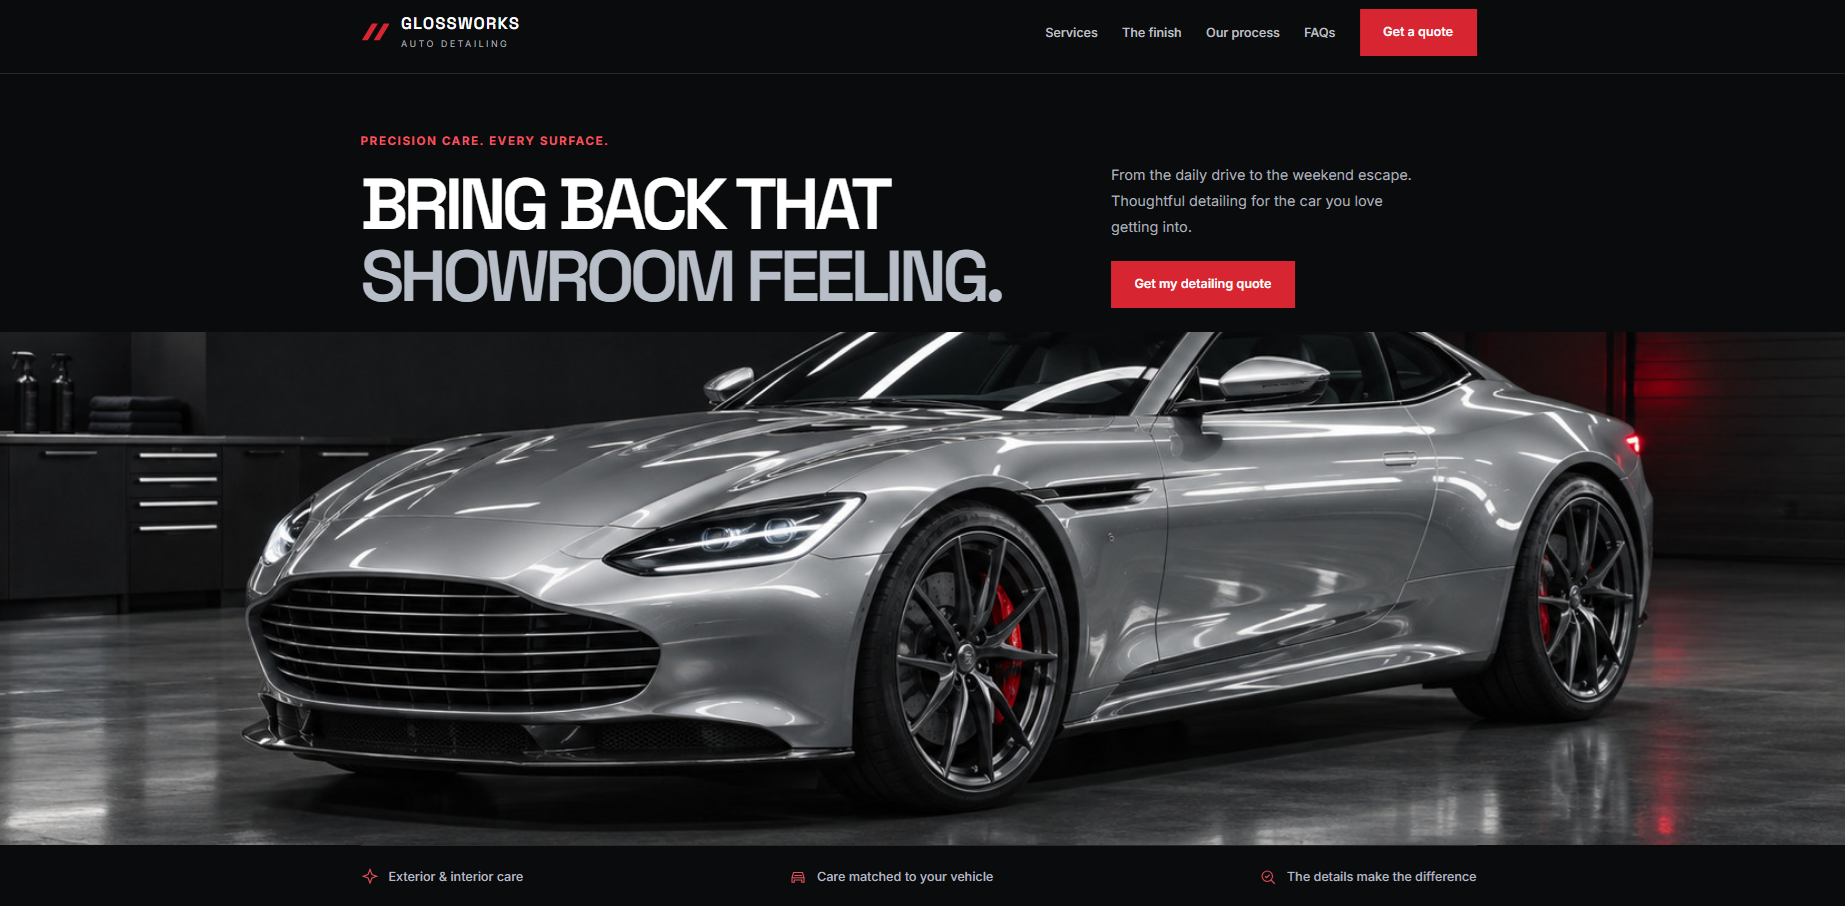 GLOSSWORKS
AUTO DETAILING
Services
The finish
Our process
FAQs
Get a quote
PRECISION CARE. EVERY SURFACE.
BRING BACK THAT
SHOWROOM FEELING.
From the daily drive to the weekend escape.
Thoughtful detailing for the car you love
getting into.
Get my detailing quote
Exterior & interior care
Care matched to your vehicle
The details make the difference